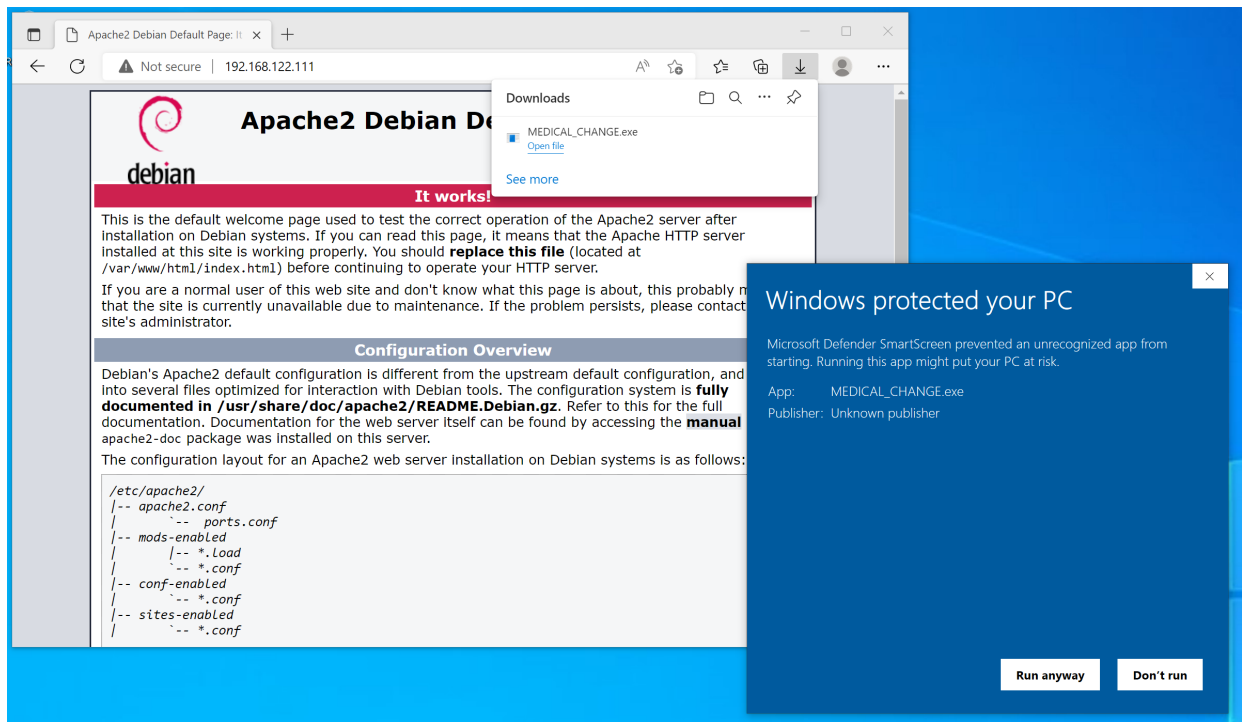 Apache2 Debian Default Page: It
Not secure | 192.168.122.111
Downloads
MEDICAL_CHANGE.exe
Open file
See more
debian
Apache2 Debian De
It works!
This is the default welcome page used to test the correct operation of the Apache2 server after
installation on Debian systems. If you can read this page, it means that the Apache HTTP server
installed at this site is working properly. You should replace this file (located at
/var/www/html/index.html) before continuing to operate your HTTP server.
If you are a normal user of this web site and don't know what this page is about, this probably m
that the site is currently unavailable due to maintenance. If the problem persists, please contact
site's administrator.
Configuration Overview
Debian's Apache2 default configuration is different from the upstream default configuration, and
into several files optimized for interaction with Debian tools. The configuration system is fully
documented in /usr/share/doc/apache2/README.Debian.gz. Refer to this for the full
documentation. Documentation for the web server itself can be found by accessing the manual
apache2-doc package was installed on this server.
The configuration layout for an Apache2 web server installation on Debian systems is as follows:
/etc/apache2/
|-- apache2.conf
|       `--  ports.conf
|-- mods-enabled
|       |-- *.load
|       `-- *.conf
|-- conf-enabled
|       `-- *.conf
|-- sites-enabled
|       `-- *.conf
Windows protected your PC
Microsoft Defender SmartScreen prevented an unrecognized app from
starting. Running this app might put your PC at risk.
App: MEDICAL_CHANGE.exe
Publisher: Unknown publisher
Run anyway
Don't run